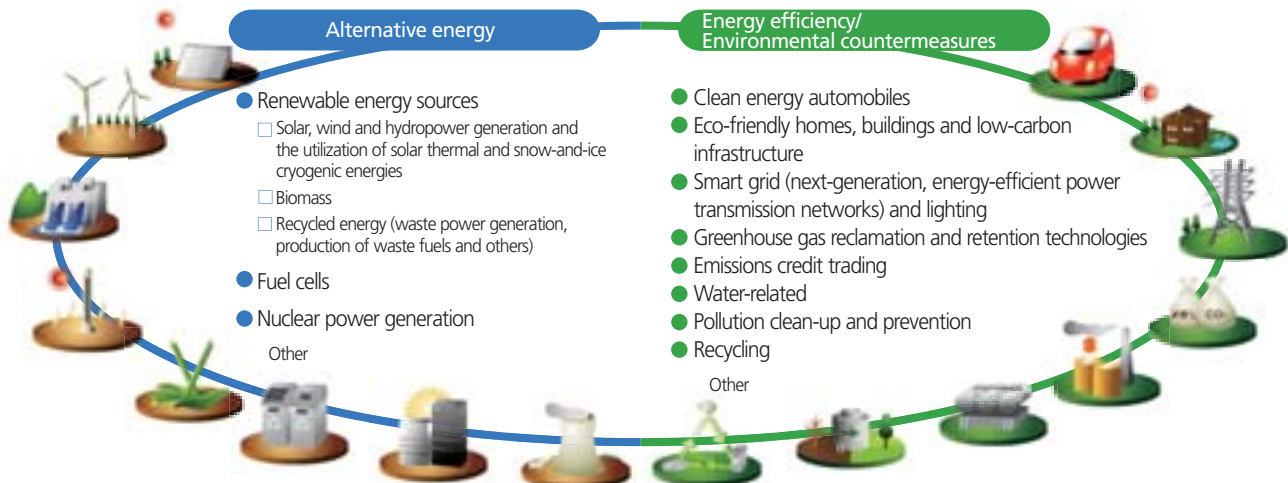 Alternative energy
● Renewable energy sources
□ Solar, wind and hydropower generation and
the utilization of solar thermal and snow-and-ice
cryogenic energies
□ Biomass
□ Recycled energy (waste power generation,
production of waste fuels and others)
● Fuel cells
● Nuclear power generation
Other
Energy efficiency/
Environmental countermeasures
● Clean energy automobiles
● Eco-friendly homes, buildings and low-carbon
infrastructure
● Smart grid (next-generation, energy-efficient power
transmission networks) and lighting
● Greenhouse gas reclamation and retention technologies
● Emissions credit trading
● Water-related
● Pollution clean-up and prevention
● Recycling
Other